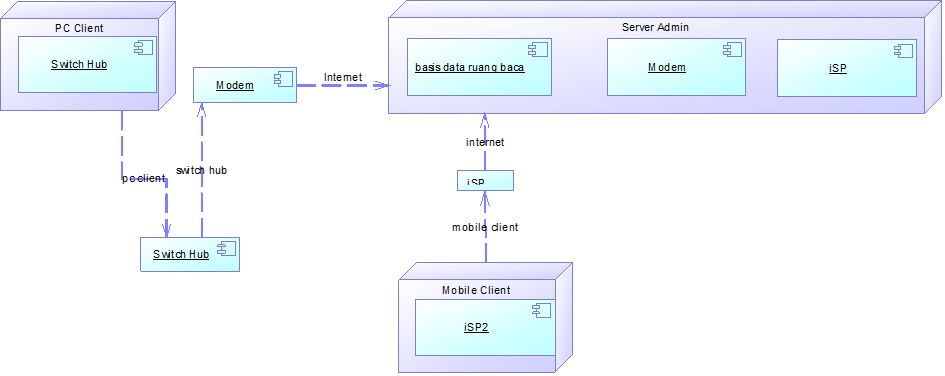 PC Client
Switch Hub
Server Admin
basis data ruang baca
Modem
iSP
Modem
Internet
internet
switch hub
pc client
iSP
mobile client
Switch Hub
Mobile Client
iSP2